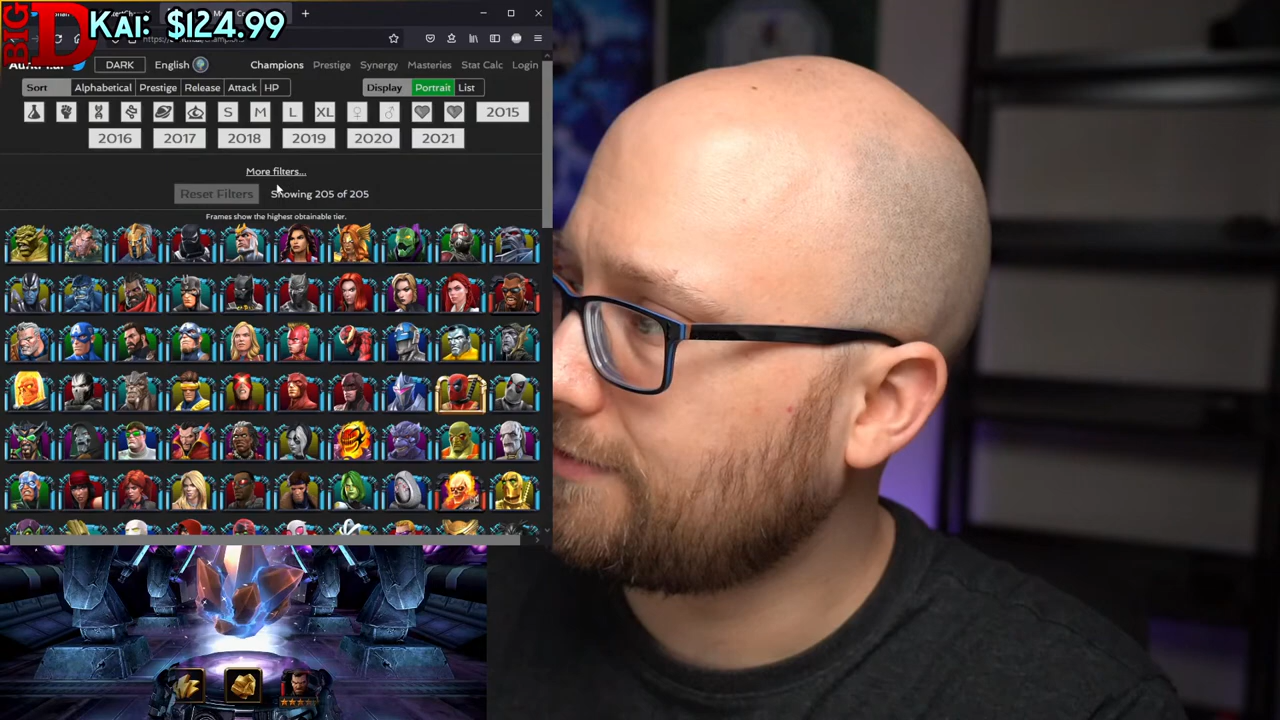 BIG D KAI: $124.99
DARK English Champions Prestige Synergy Masteries Stat Calc Login
Sort Alphabetical Prestige Release Attack HP Display Portrait List
S M L XL 2015
2016 2017 2018 2019 2020 2021
More filters...
Reset Filters Showing 205 of 205
Frames show the highest obtainable tier.